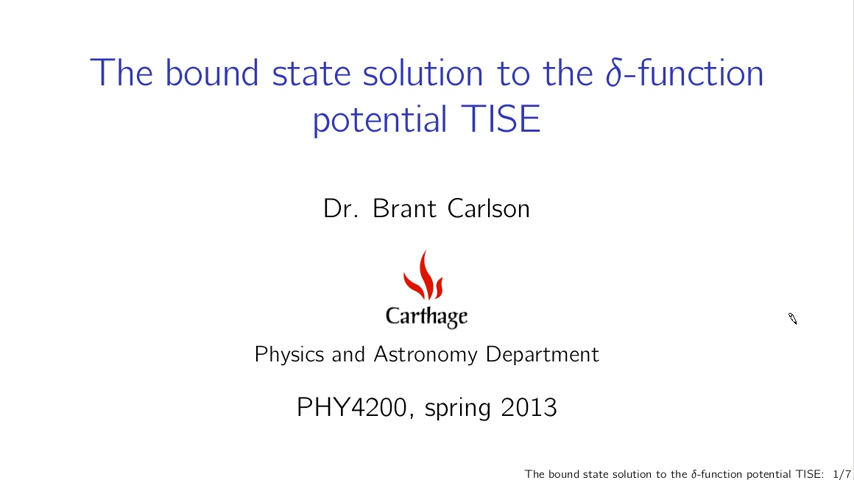 The bound state solution to the δ-function
potential TISE
Dr. Brant Carlson
Carthage
Physics and Astronomy Department
PHY4200, spring 2013
The bound state solution to the δ-function potential TISE: 1/7